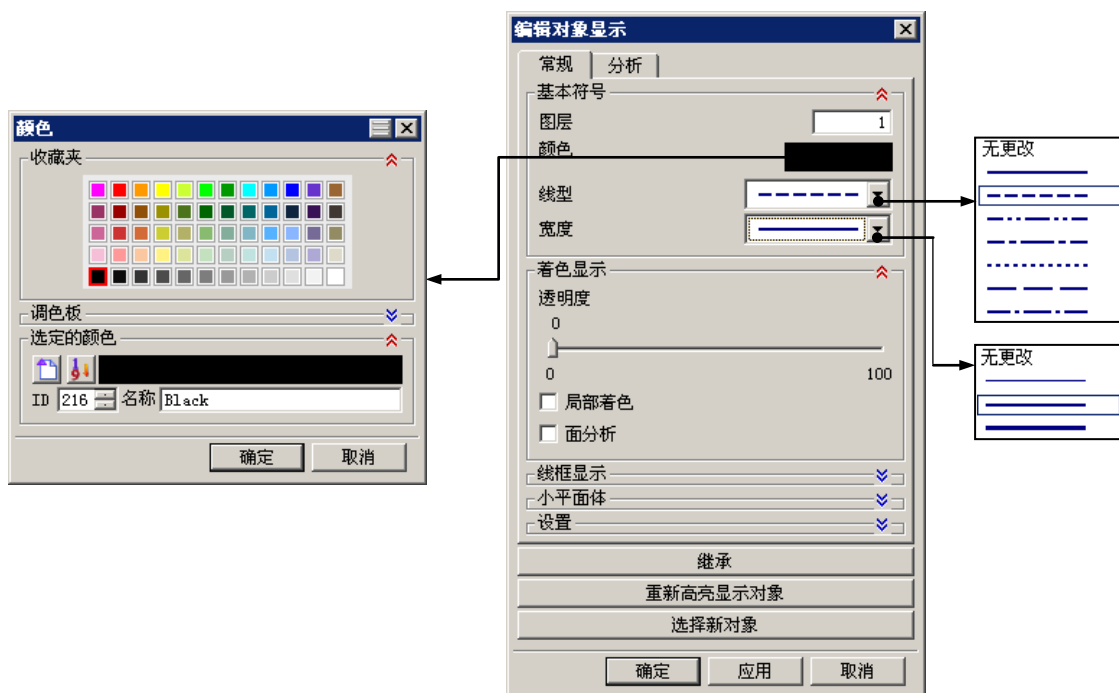 编辑对象显示
常规 分析
基本符号
图层 1
颜色
线型
宽度
着色显示
透明度
0
0 100
局部着色
面分析
线框显示
小平面体
设置
继承
重新高亮显示对象
选择新对象
确定 应用 取消
颜色
收藏夹
调色板
选定的颜色
ID 216 名称 Black
确定 取消
无更改
无更改